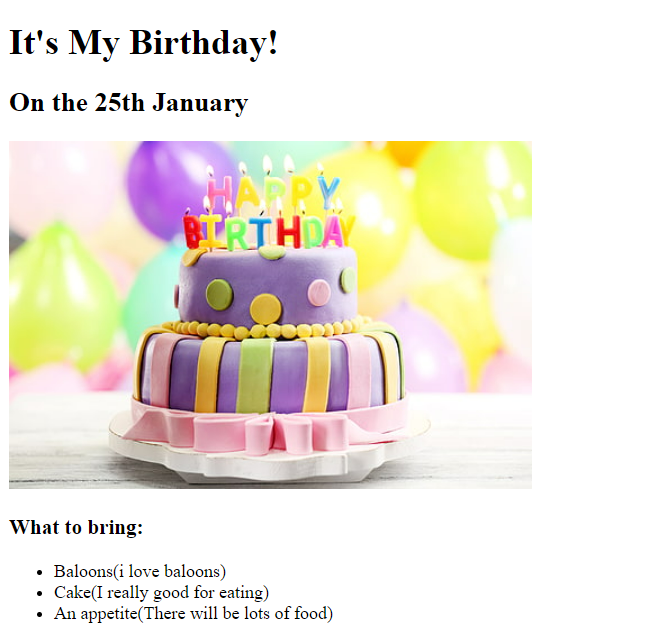 It's My Birthday!
On the 25th January
HAPPY
BIRTHDAY
What to bring:
Baloons(i love baloons)
Cake(I really good for eating)
An appetite(There will be lots of food)